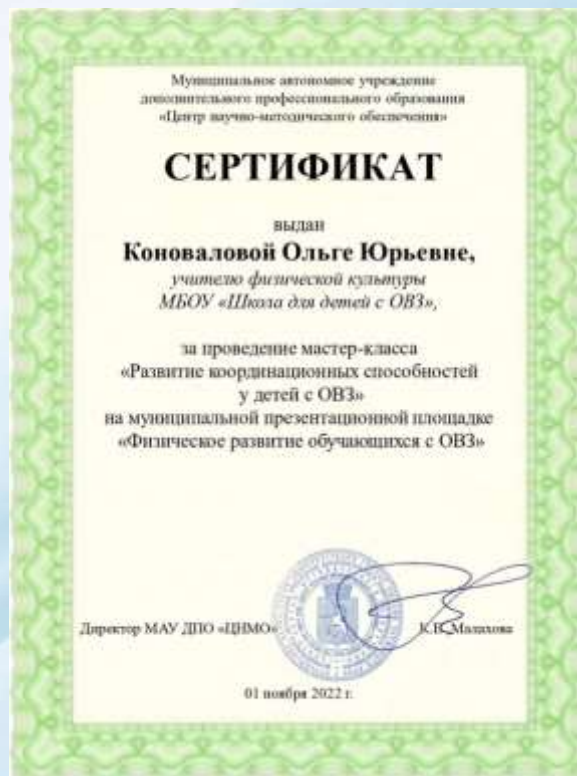 Муниципальное автономное учреждение
дополнительного профессионального образования
«Центр научно-методического обеспечения»
СЕРТИФИКАТ
выдан
Коноваловой Ольге Юрьевне,
учителю физической культуры
МБОУ «Школа для детей с ОВЗ»,
за проведение мастер-класса
«Развитие координационных способностей
у детей с ОВЗ»
на муниципальной презентационной площадке
«Физическое развитие обучающихся с ОВЗ»
Директор МАУ ДПО «ЦНМО» К.В. Малахова
01 ноября 2022 г.